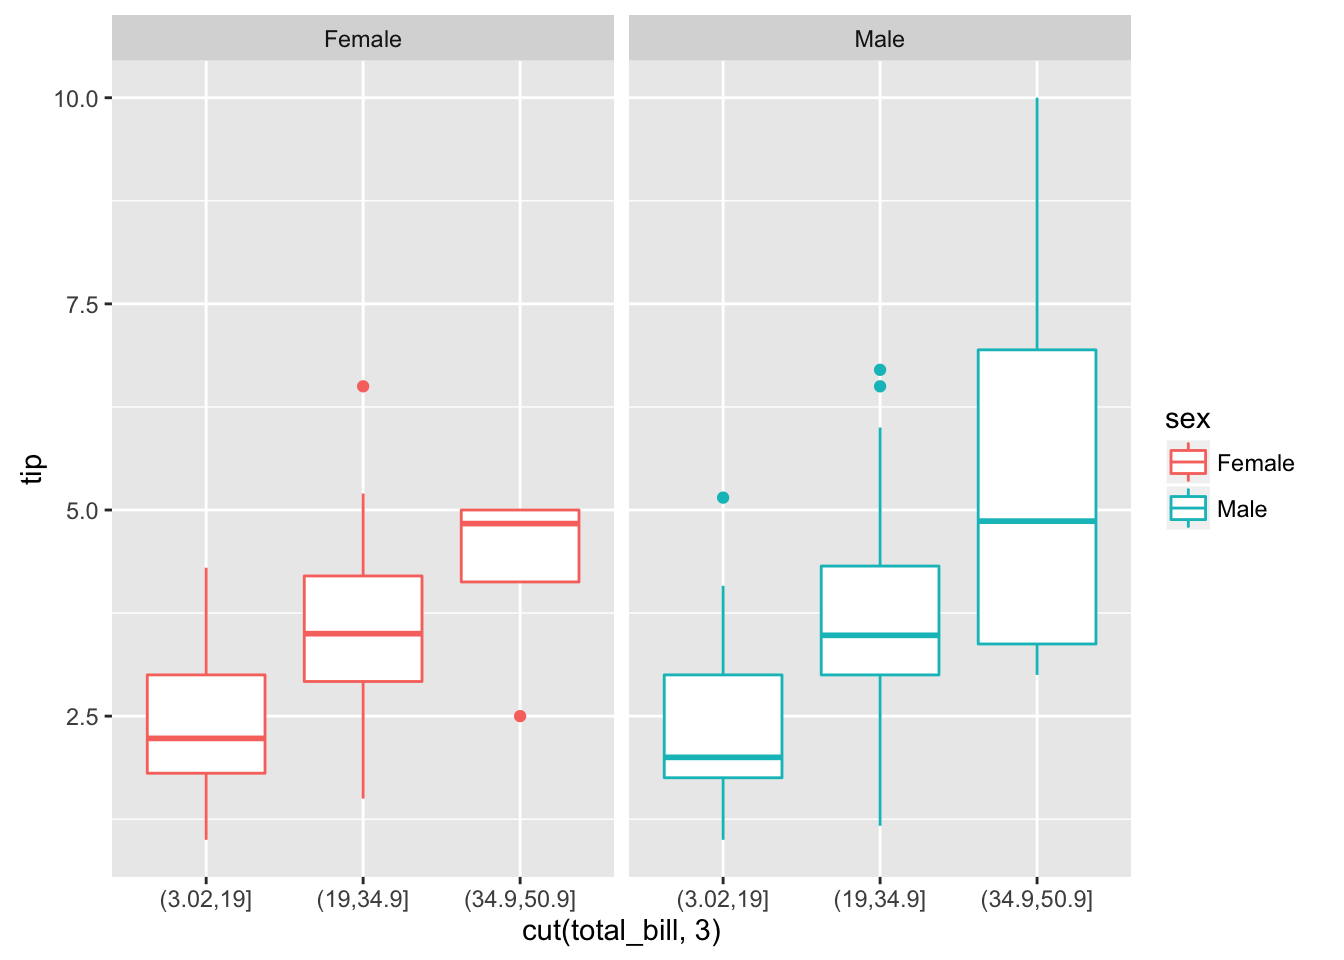 Female Male
10.0
7.5
5.0
2.5
tip
(3.02,19] (19,34.9] (34.9,50.9] (3.02,19] (19,34.9] (34.9,50.9]
cut(total_bill, 3)
sex
Female
Male